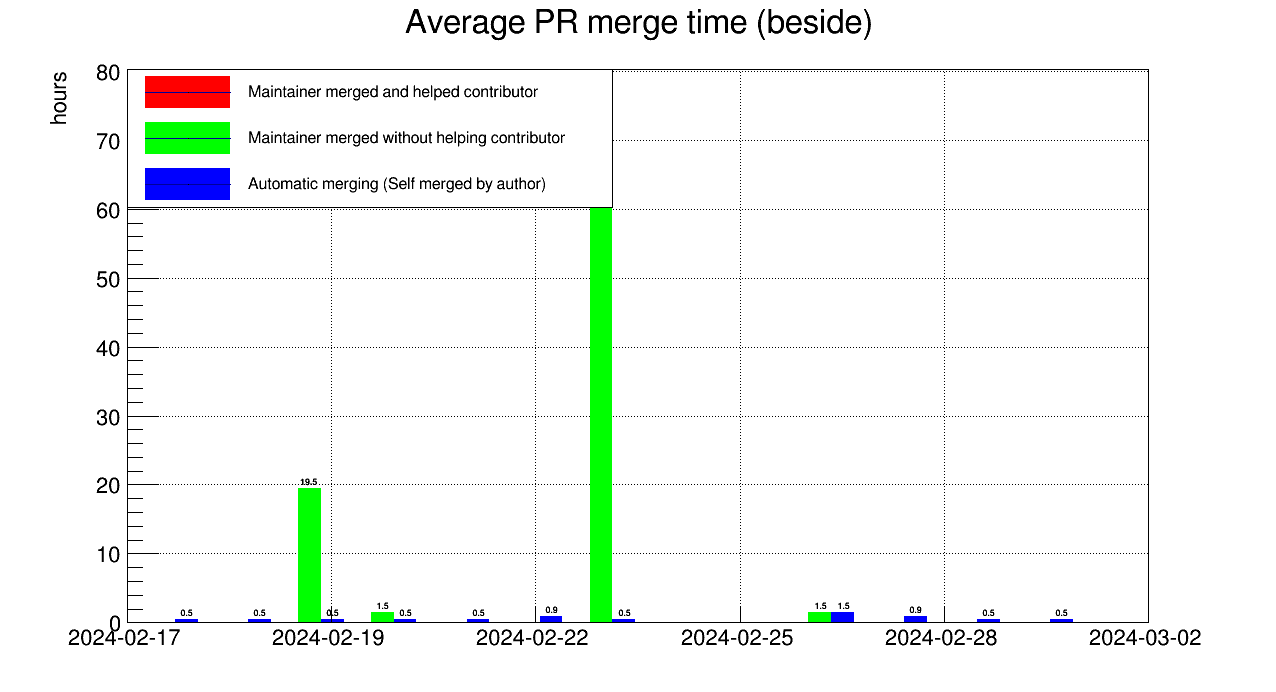 Average PR merge time (beside)
hours
80
70
60
50
40
30
20
10
0
Maintainer merged and helped contributor
Maintainer merged without helping contributor
Automatic merging (Self merged by author)
0.5 0.5 19.5 0.5 1.5 0.5 0.5 0.9 0.5 1.5 1.5 0.9 0.5 0.5
2024-02-17 2024-02-19 2024-02-22 2024-02-25 2024-02-28 2024-03-02